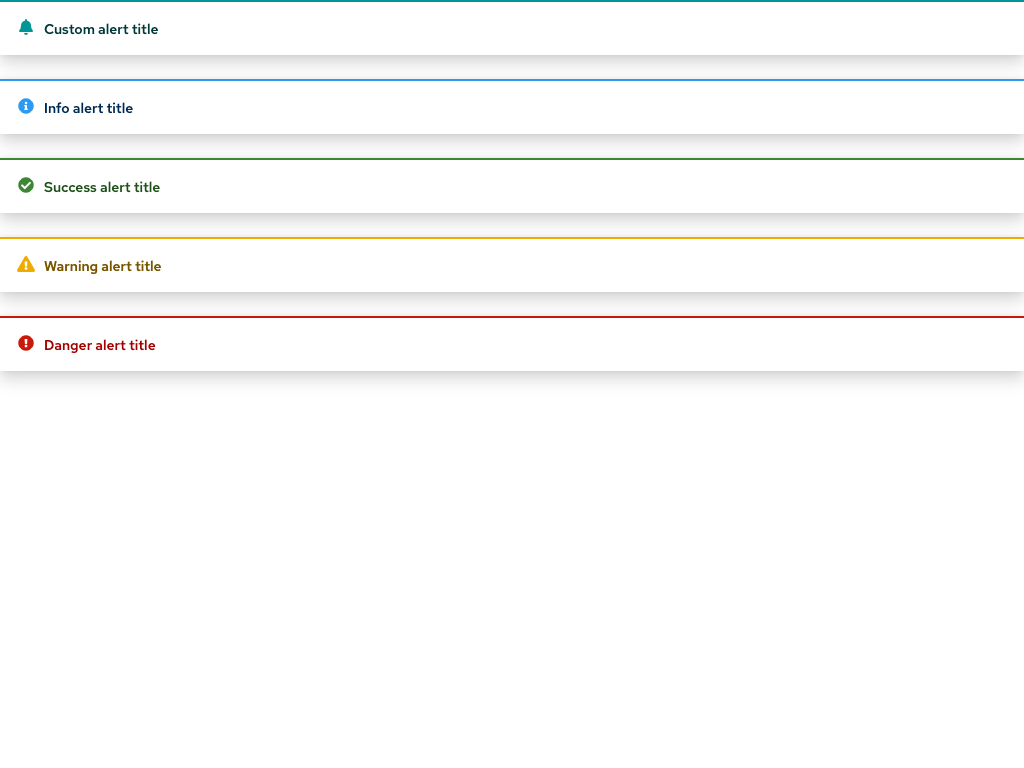 Custom alert title
Info alert title
Success alert title
Warning alert title
Danger alert title